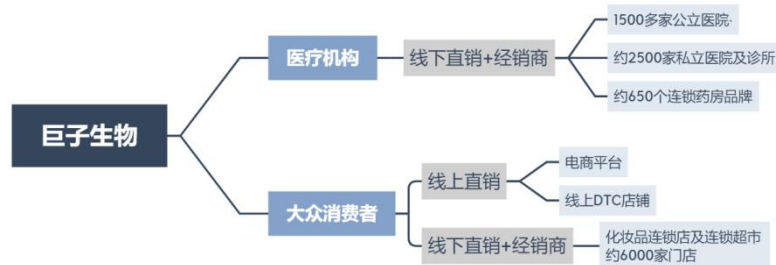 巨子生物
医疗机构
线下直销+经销商
1500多家公立医院
约2500家私立医院及诊所
约650个连锁药房品牌
大众消费者
线上直销
电商平台
线上DTC店铺
线下直销+经销商
化妆品连锁店及连锁超市
约6000家门店